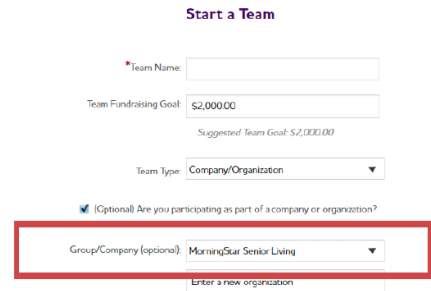 Start a Team
*Team Name:
Team Fundraising Goal: $2,000.00
Suggested Team Goal: $2,000.00
Team Type: Company/Organization
(Optional) Are you participating as part of a company or organization?
Group/Company (optional): MorningStar Senior Living
Enter a new organization